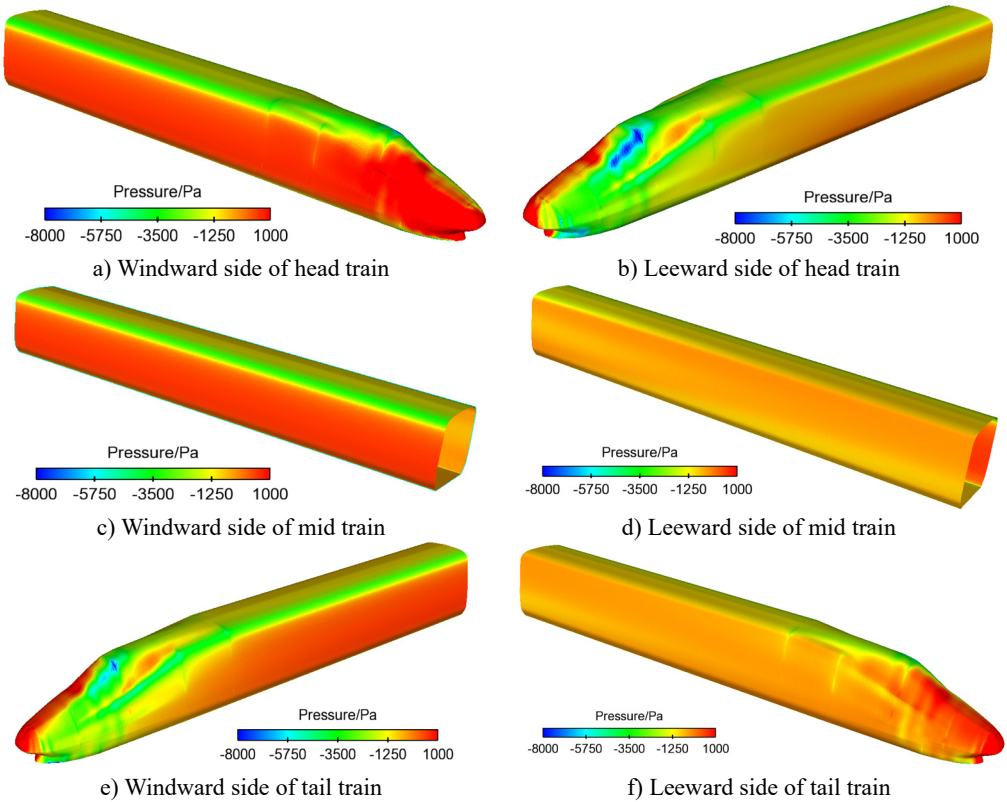 Pressure/Pa
-8000 -5750 -3500 -1250 1000
a) Windward side of head train
Pressure/Pa
-8000 -5750 -3500 -1250 1000
b) Leeward side of head train
Pressure/Pa
-8000 -5750 -3500 -1250 1000
c) Windward side of mid train
Pressure/Pa
-8000 -5750 -3500 -1250 1000
d) Leeward side of mid train
Pressure/Pa
-8000 -5750 -3500 -1250 1000
e) Windward side of tail train
Pressure/Pa
-8000 -5750 -3500 -1250 1000
f) Leeward side of tail train